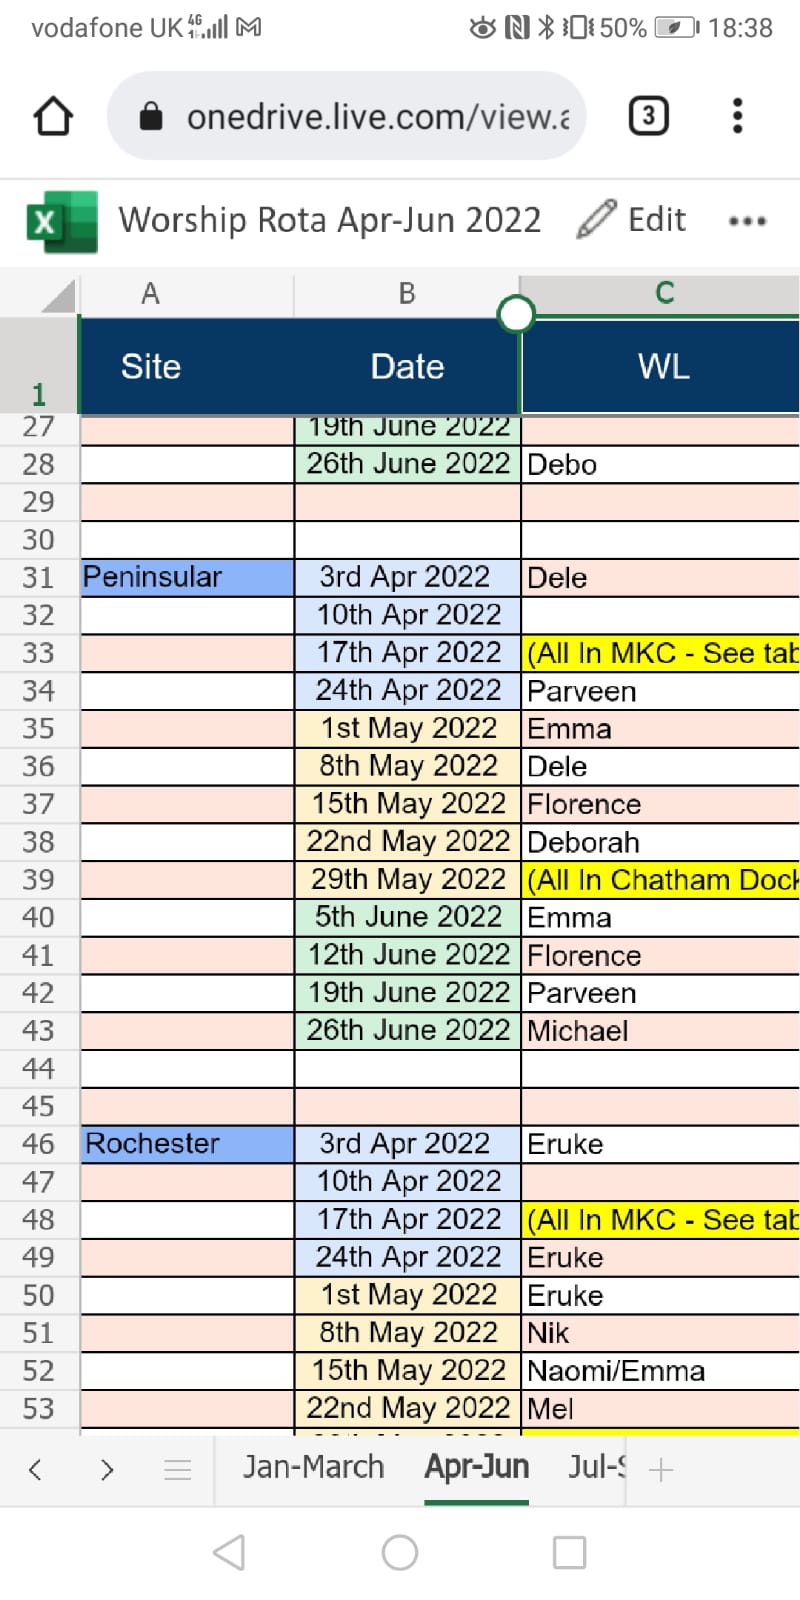 vodafone UK 4G 50% 18:38
onedrive.live.com/view.a 3
X Worship Rota Apr-Jun 2022 Edit
A B C
1 Site Date WL
27 19th June 2022
28 26th June 2022 Debo
29
30
31 Peninsular 3rd Apr 2022 Dele
32 10th Apr 2022
33 17th Apr 2022 (All In MKC - See tab
34 24th Apr 2022 Parveen
35 1st May 2022 Emma
36 8th May 2022 Dele
37 15th May 2022 Florence
38 22nd May 2022 Deborah
39 29th May 2022 (All In Chatham Dock
40 5th June 2022 Emma
41 12th June 2022 Florence
42 19th June 2022 Parveen
43 26th June 2022 Michael
44
45
46 Rochester 3rd Apr 2022 Eruke
47 10th Apr 2022
48 17th Apr 2022 (All In MKC - See tab
49 24th Apr 2022 Eruke
50 1st May 2022 Eruke
51 8th May 2022 Nik
52 15th May 2022 Naomi/Emma
53 22nd May 2022 Mel
Jan-March Apr-Jun Jul-S